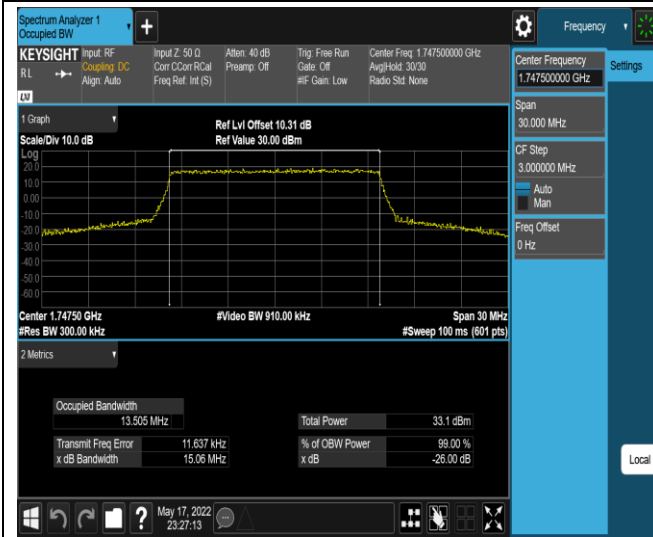 Spectrum Analyzer 1
Occupied BW
Frequency
KEYSIGHT
RL
LXI
Input: RF
Coupling: DC
Align: Auto
Input Z: 50 Ω
Corr CCorr RCal
Freq Ref: Int (S)
Atten: 40 dB
Preamp: Off
Trig: Free Run
Gate: Off
#IF Gain: Low
Center Freq: 1.747500000 GHz
Avg|Hold: 30/30
Radio Std: None
Center Frequency
1.747500000 GHz
Settings
Span
30.000 MHz
CF Step
3.000000 MHz
Auto
Man
Freq Offset
0 Hz
1 Graph
Scale/Div 10.0 dB
Ref Lvl Offset 10.31 dB
Ref Value 30.00 dBm
Log
20.0
10.0
0.00
-10.0
-20.0
-30.0
-40.0
-50.0
-60.0
Center 1.74750 GHz
#Video BW 910.00 kHz
Span 30 MHz
#Res BW 300.00 kHz
#Sweep 100 ms (601 pts)
2 Metrics
Occupied Bandwidth
13.505 MHz
Total Power 33.1 dBm
Transmit Freq Error 11.637 kHz
% of OBW Power 99.00 %
x dB Bandwidth 15.06 MHz
x dB -26.00 dB
Local
?
May 17, 2022
23:27:13